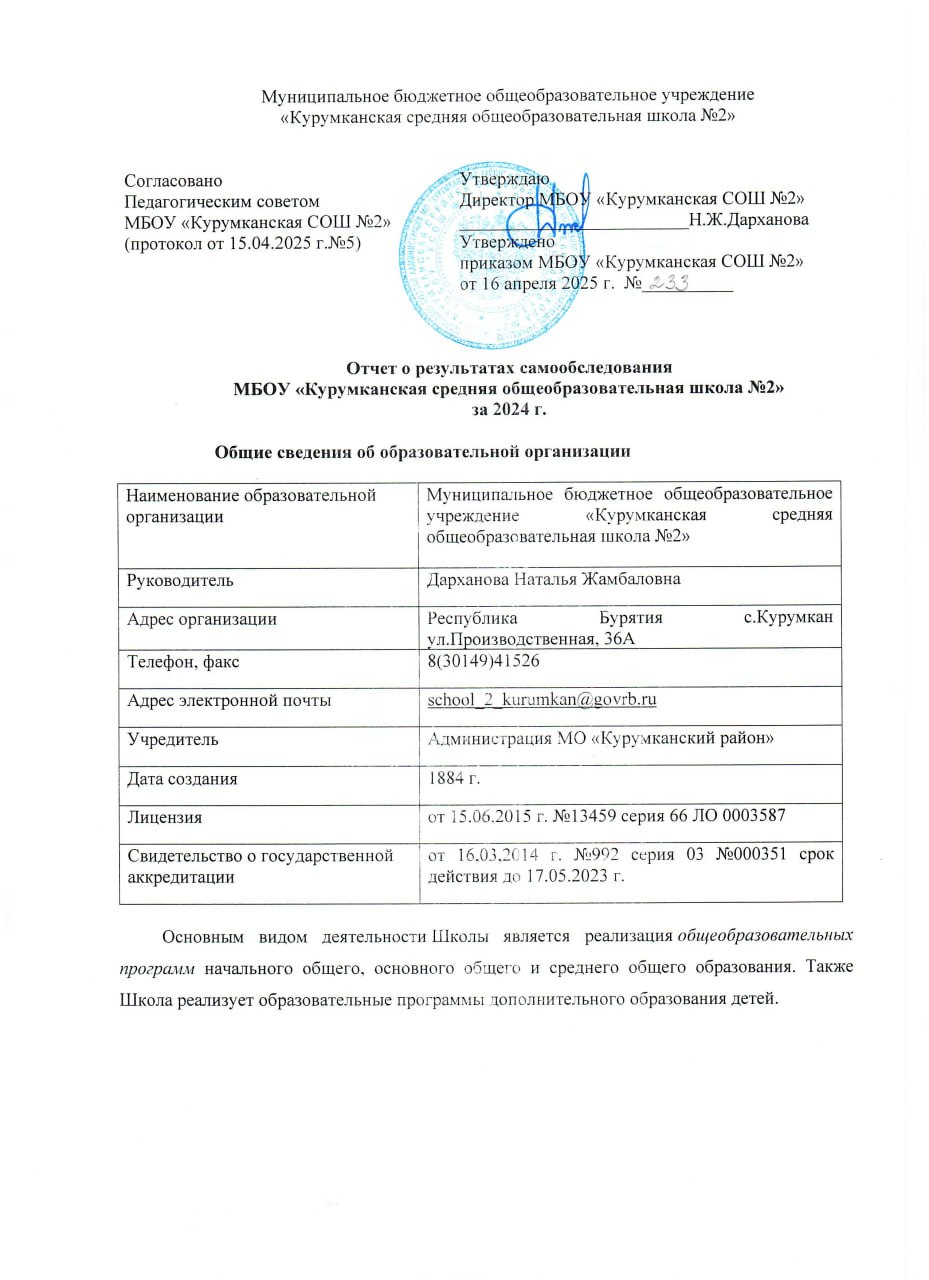 Муниципальное бюджетное общеобразовательное учреждение
«Курумканская средняя общеобразовательная школа №2»
Согласовано
Педагогическим советом
МБОУ «Курумканская СОШ №2»
(протокол от 15.04.2025 г.№5)
Утверждаю
Директор МБОУ «Курумканская СОШ №2»
__________________________Н.Ж.Дарханова
Утверждено
приказом МБОУ «Курумканская СОШ №2»
от 16 апреля 2025 г. № 233
Отчет о результатах самообследования
МБОУ «Курумканская средняя общеобразовательная школа №2»
за 2024 г.
Общие сведения об образовательной организации
Наименование образовательной
организации
Муниципальное бюджетное общеобразовательное
учреждение «Курумканская средняя
общеобразовательная школа №2»
Руководитель
Дарханова Наталья Жамбаловна
Адрес организации
Республика Бурятия с.Курумкан
ул.Производственная, 36А
Телефон, факс
8(30149)41526
Адрес электронной почты
school_2_kurumkan@govrb.ru
Учредитель
Администрация МО «Курумканский район»
Дата создания
1884 г.
Лицензия
от 15.06.2015 г. №13459 серия 66 ЛО 0003587
Свидетельство о государственной
аккредитации
от 16,03,2014 г. №992 серия 03 №000351 срок
действия до 17.05.2023 г.
Основным видом деятельности Школы является реализация общеобразовательных
программ начального общего, основного общего и среднего общего образования. Также
Школа реализует образовательные программы дополнительного образования детей.